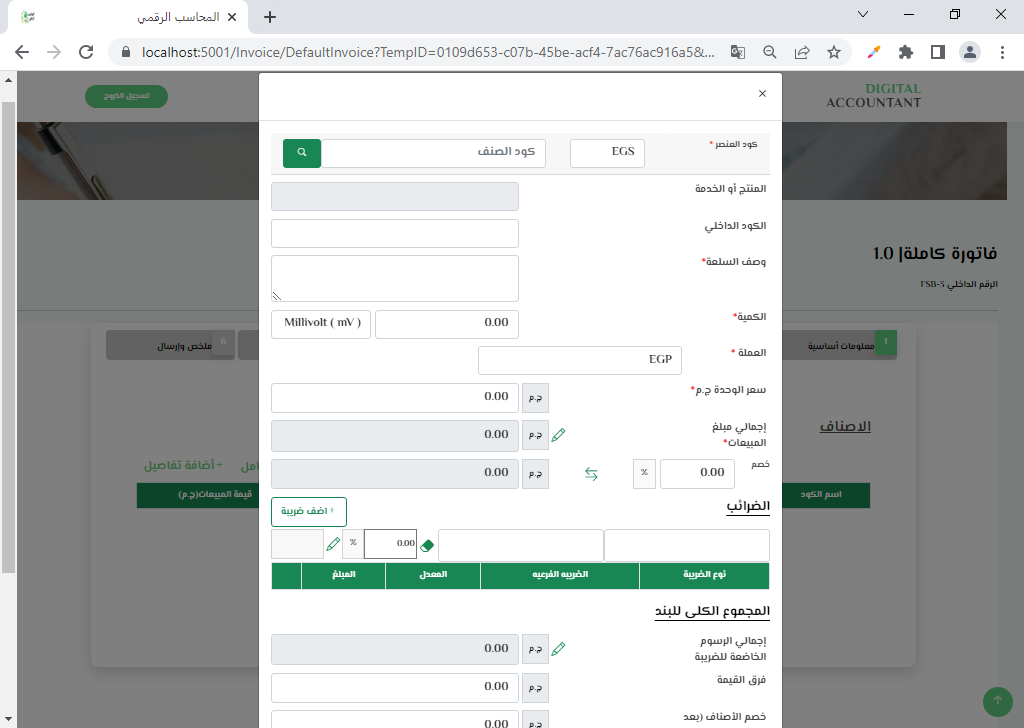 المحاسب الرقمي
localhost:5001/Invoice/DefaultInvoice?TempID=0109d653-c07b-45be-acf4-7ac76ac916a5&...
DIGITAL
ACCOUNTANT
تسجيل الخروج
×
كود العنصر *
EGS
كود الصنف
المنتج أو الخدمة
الكود الداخلي
فاتورة كاملة| 1.0
وصف السلعة*
الرقم الداخلي FSB-3
الكمية*
0.00
Millivolt ( mV )
1
معلومات أساسية
6
ملخص وإرسال
العملة *
EGP
سعر الوحدة ج.م*
ج.م
0.00
إجمالي مبلغ
المبيعات*
ج.م
0.00
الاصناف
خصم
0.00
%
ج.م
0.00
+ أضافة تفاصيل
اسم الكود
قيمة المبيعات(ج.م)
الضرائب
+ اضف ضريبة
0.00
%
نوع الضريبة
الضريبه الفرعيه
المعدل
المبلغ
المجموع الكلى للبند
إجمالي الرسوم
الخاضعة للضريبة
ج.م
0.00
فرق القيمة
ج.م
0.00
خصم الأصناف (بعد
ج.م
0.00